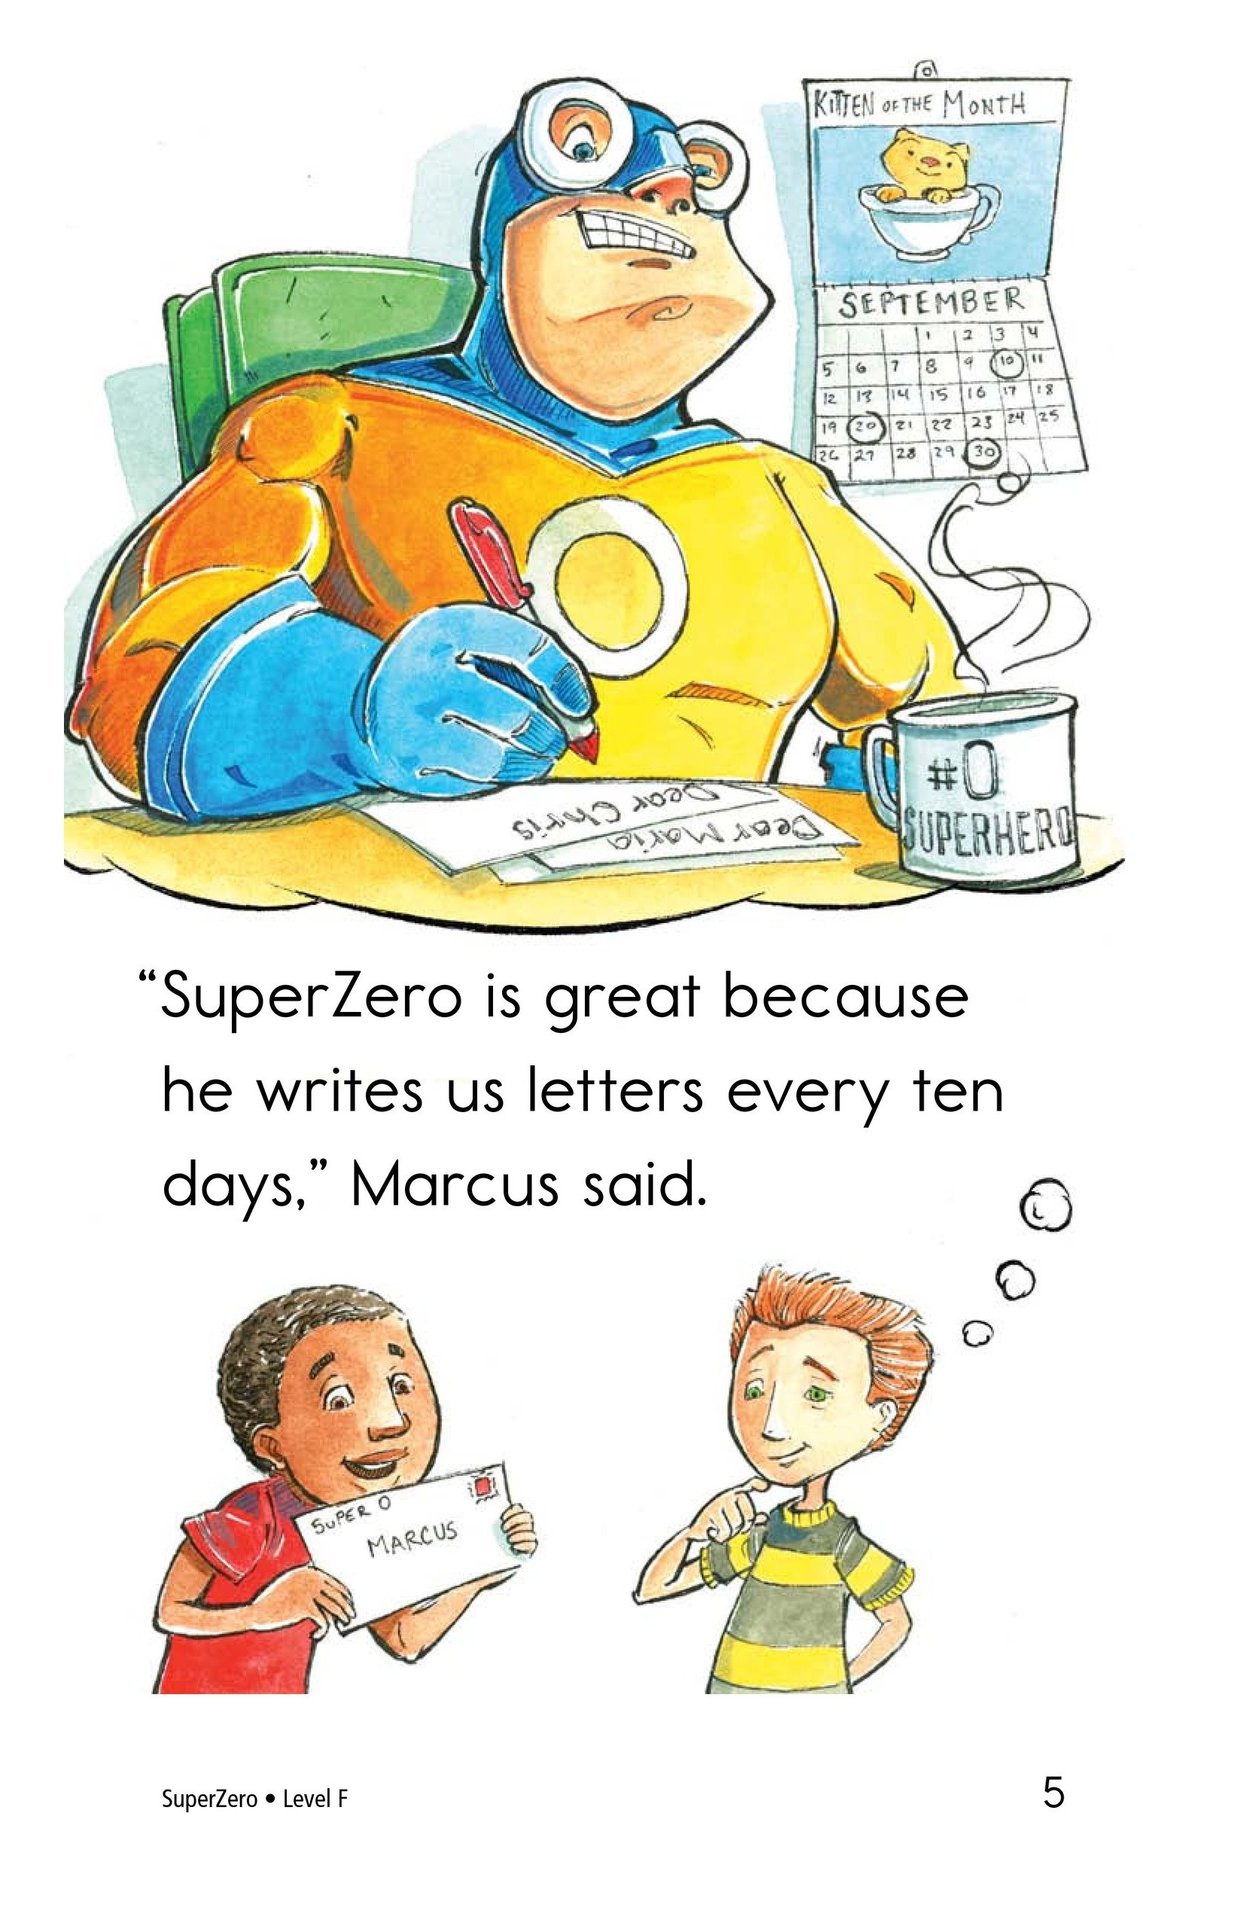 KITTEN OF THE MONTH
SEPTEMBER
1 2 3 4
5 6 7 8 9 10 11
12 13 14 15 16 17 18
19 20 21 22 23 24 25
26 27 28 29 30
#0
SUPERHERO
Dear Chris
Dear Maria
Dear
“SuperZero is great because
he writes us letters every ten
days,” Marcus said.
SUPER 0
MARCUS
SuperZero • Level F
5